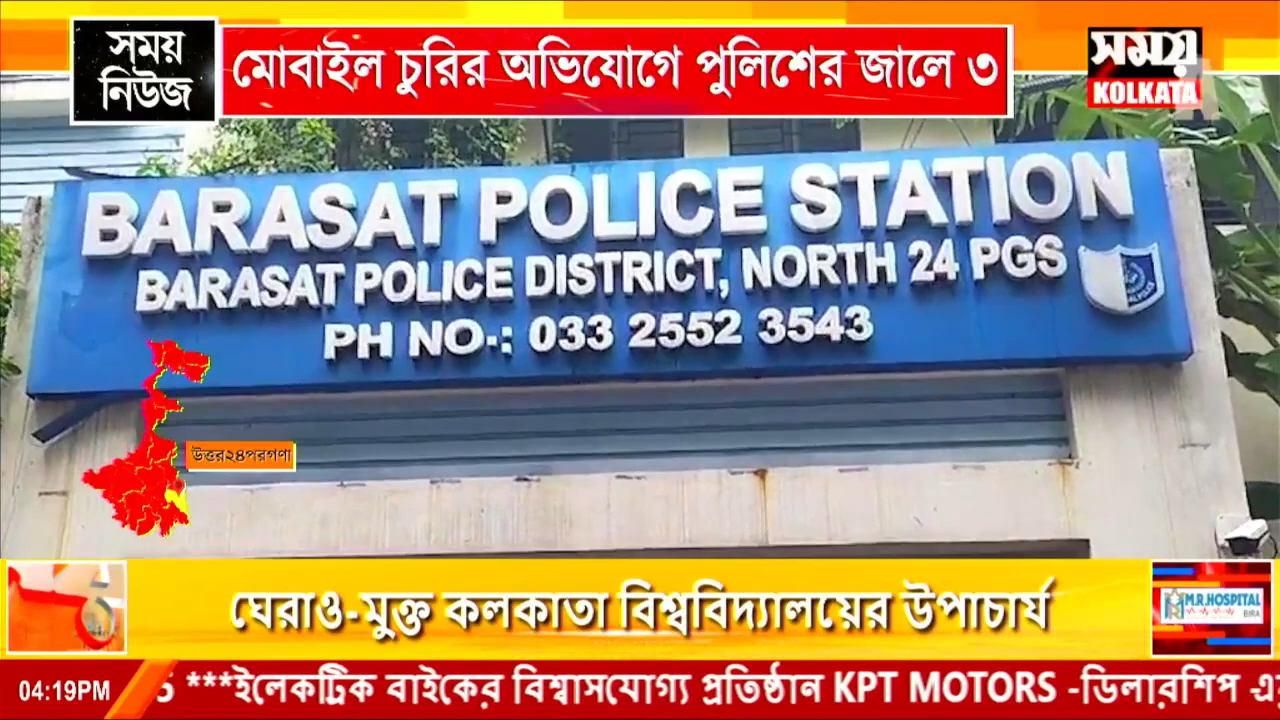 সময়
নিউজ
মোবাইল চুরির অভিযোগে পুলিশের জালে ৩
সময়
KOLKATA
BARASAT POLICE STATION
BARASAT POLICE DISTRICT, NORTH 24 PGS
PH NO-: 033 2552 3543
উত্তর২৪পরগণা
ঘেরাও-মুক্ত কলকাতা বিশ্ববিদ্যালয়ের উপাচার্য
M.R.HOSPITAL
BIRA
04:19PM
***ইলেকট্রিক বাইকের বিশ্বাসযোগ্য প্রতিষ্ঠান KPT MOTORS -ডিলারশিপ